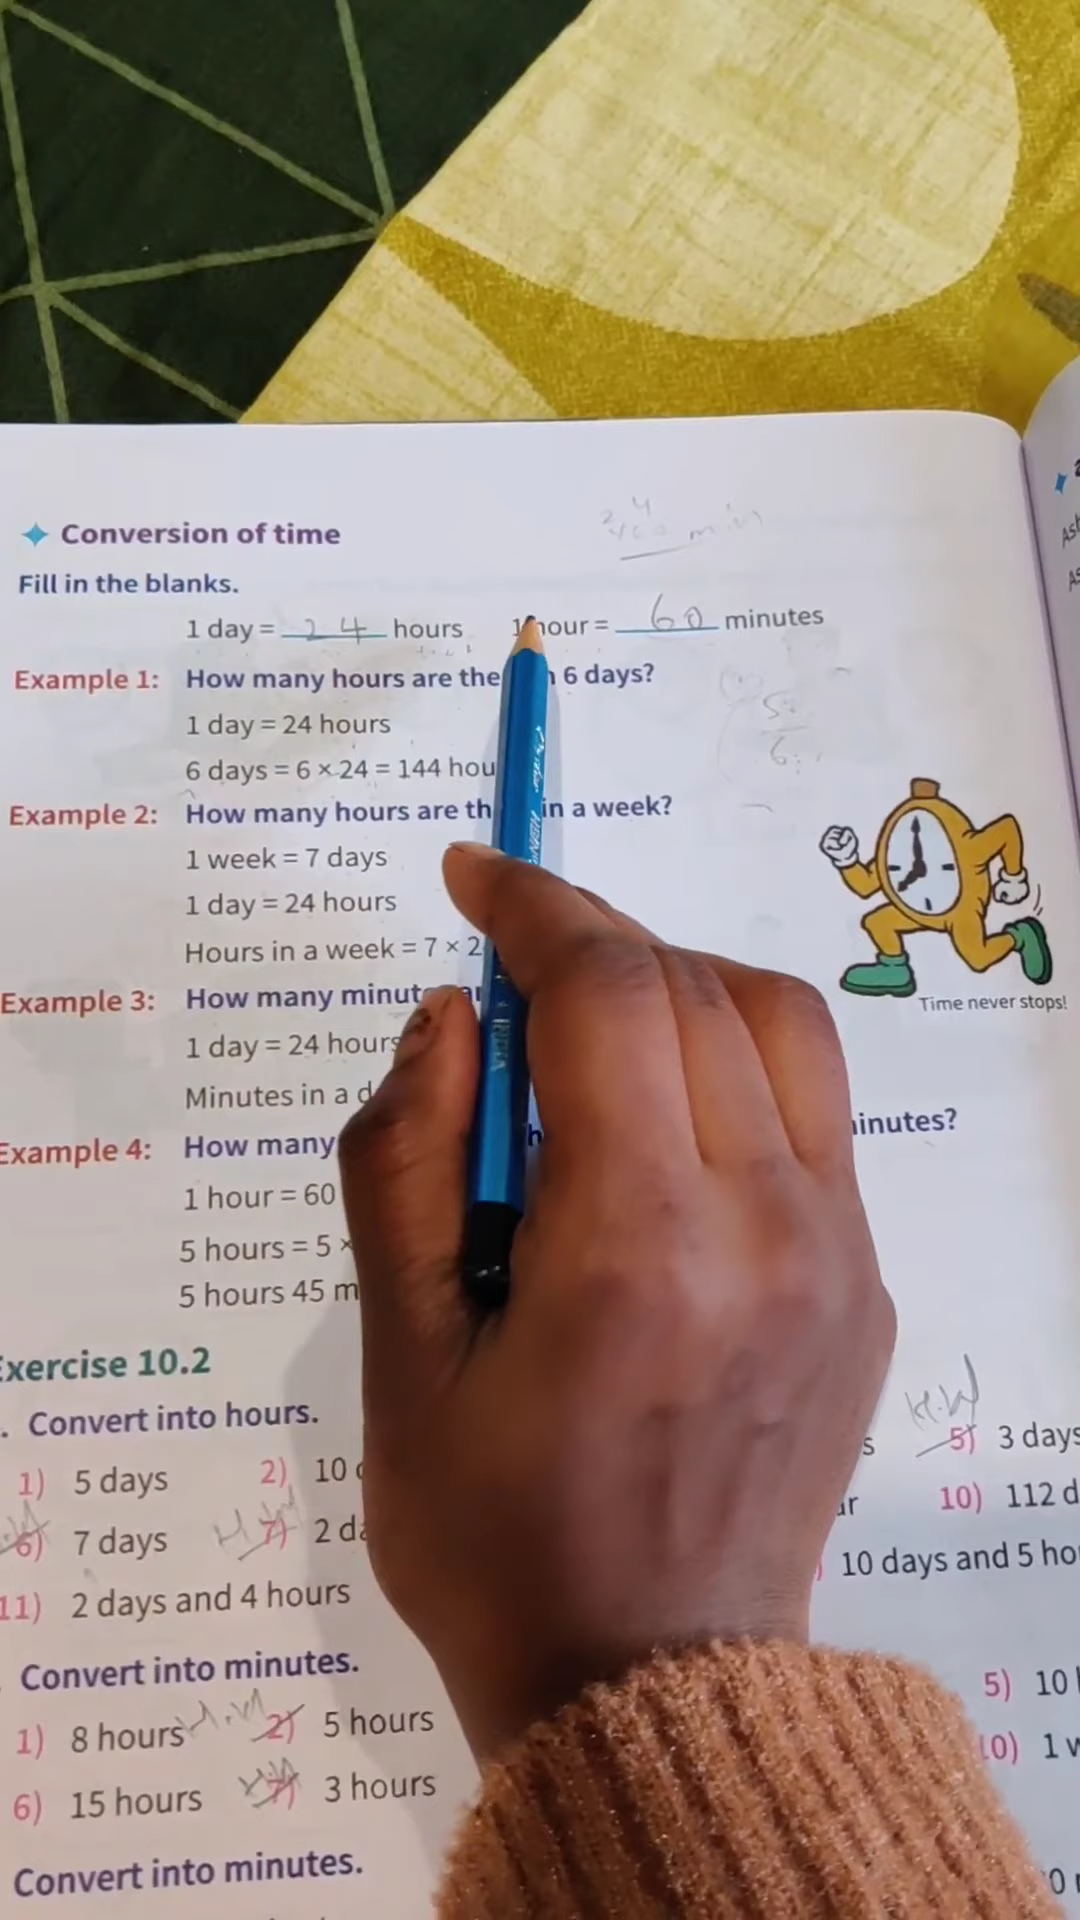 Conversion of time
Fill in the blanks.
1 day = 24 hours 1 hour = 60 minutes
Example 1: How many hours are the 6 days?
1 day = 24 hours
6 days = 6 × 24 = 144 hou
Example 2: How many hours are th in a week?
1 week = 7 days
1 day = 24 hours
Hours in a week = 7 × 2
Time never stops!
Example 3: How many minut
1 day = 24 hours
Minutes in a d
Example 4: How many minutes?
1 hour = 60
5 hours = 5 ×
5 hours 45 m
Exercise 10.2
Convert into hours.
H.W
1) 5 days 2) 10 5) 3 days
6) 7 days H.W 7) 2 da 10) 112 d
11) 2 days and 4 hours 10 days and 5 ho
Convert into minutes.
1) 8 hours H.W 2) 5 hours 5) 10
6) 15 hours 7) 3 hours 10) 1 w
Convert into minutes.